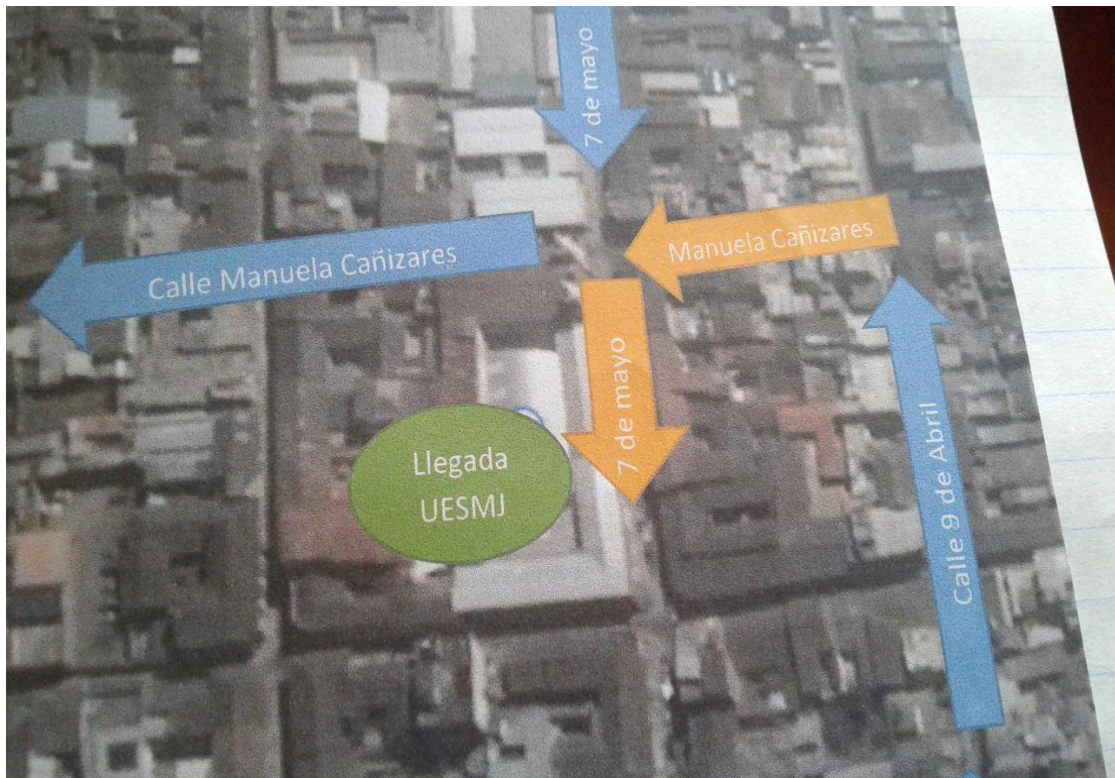 7 de mayo
Manuela Cañizares
Calle Manuela Cañizares
7 de mayo
Llegada
UESMJ
Calle 9 de Abril